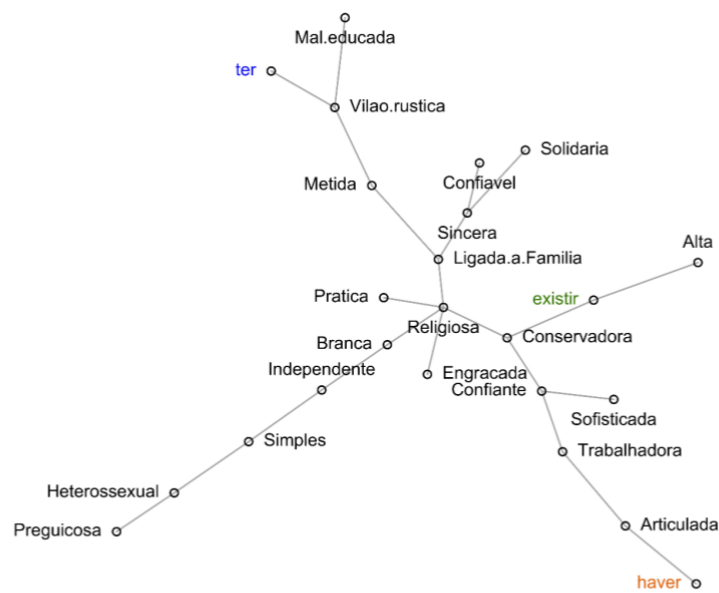 Mal.educada
ter
Vilao.rustica
Solidaria
Confiavel
Metida
Sincera
Alta
Ligada.a.Familia
Pratica
existir
Religiosa
Conservadora
Branca
Independente
Engracada
Confiante
Sofisticada
Simples
Trabalhadora
Heterossexual
Articulada
Preguicosa
haver